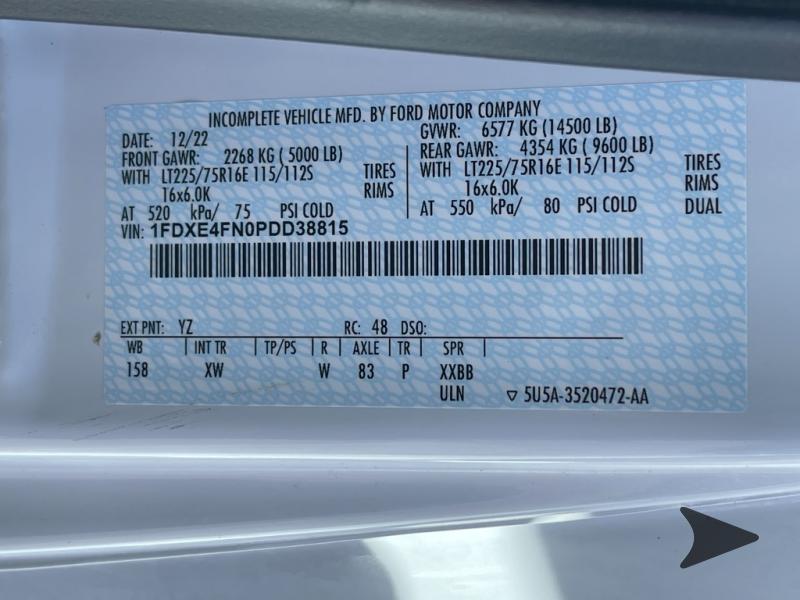 INCOMPLETE VEHICLE MFD. BY FORD MOTOR COMPANY
DATE: 12/22
FRONT GAWR: 2268 KG ( 5000 LB)
WITH LT225/75R16E 115/112S TIRES
16x6.0K RIMS
AT 520 kPa/ 75 PSI COLD
GVWR: 6577 KG (14500 LB)
REAR GAWR: 4354 KG ( 9600 LB)
WITH LT225/75R16E 115/112S TIRES
16x6.0K RIMS
AT 550 kPa/ 80 PSI COLD DUAL
VIN: 1FDXE4FN0PDD38815
EXT PNT: YZ RC: 48 DSO:
WB INT TR TP/PS R AXLE TR SPR
158 XW W 83 P XXBB
ULN 5U5A-3520472-AA